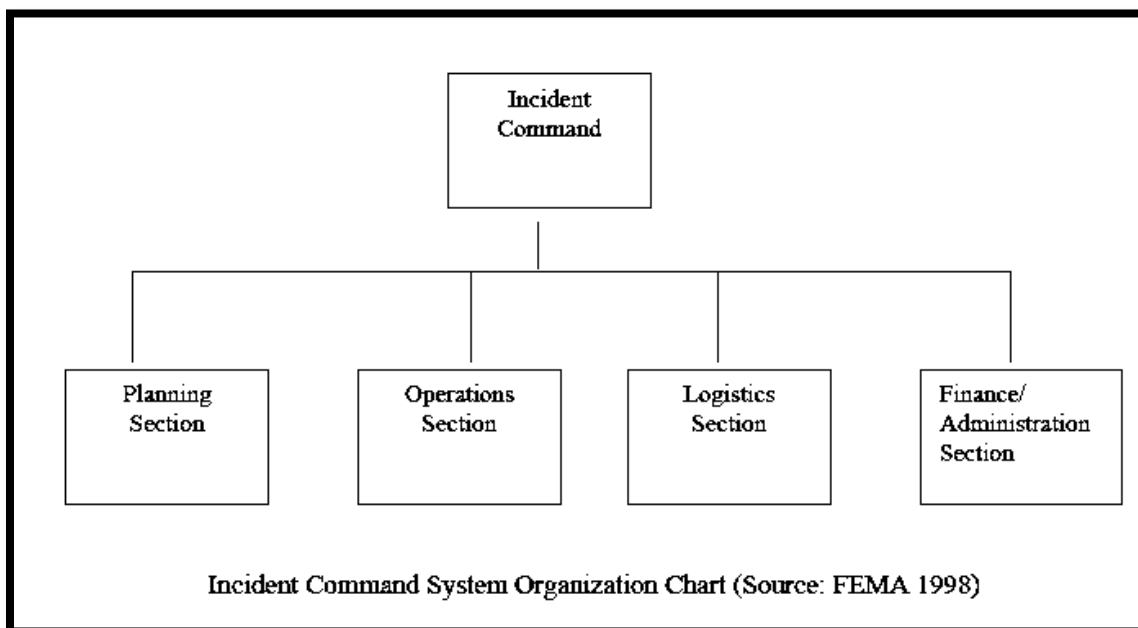 Incident
Command
Planning
Section
Operations
Section
Logistics
Section
Finance/
Administration
Section
Incident Command System Organization Chart (Source: FEMA 1998)